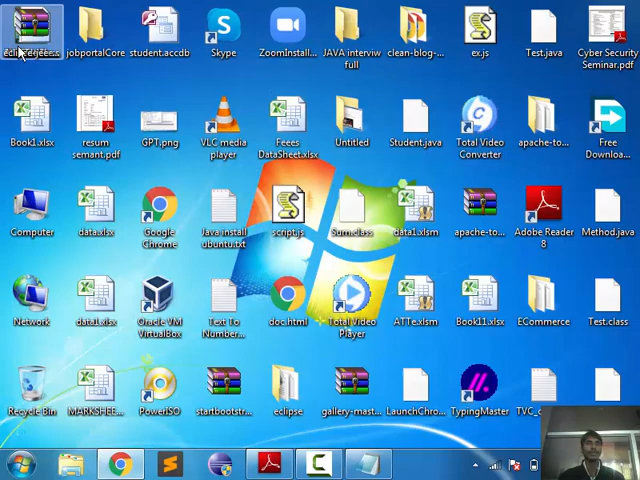 jobportalCore
student.accdb
Skype
ZoomInstall...
JAVA interviw
full
clean-blog-...
ex.js
Test.java
Cyber Security
Seminar.pdf
Book1.xlsx
resum
semant.pdf
GPT.png
VLC media
player
Feees
DataSheet.xlsx
Untitled
Student.java
Total Video
Converter
apache-to...
Free
Downloa...
Computer
data.xlsx
Google
Chrome
Java install
ubuntu.txt
script.js
Sum.class
data1.xlsm
apache-to...
Adobe Reader
8
Method.java
Network
data1.xlsx
Oracle VM
VirtualBox
Text To
Number...
doc.html
Total Video
Player
ATTe.xlsm
Book11.xlsx
ECommerce
Test.class
Recycle Bin
MARKSHEE...
PowerISO
startbootstr...
eclipse
gallery-mast...
LaunchChro...
TypingMaster